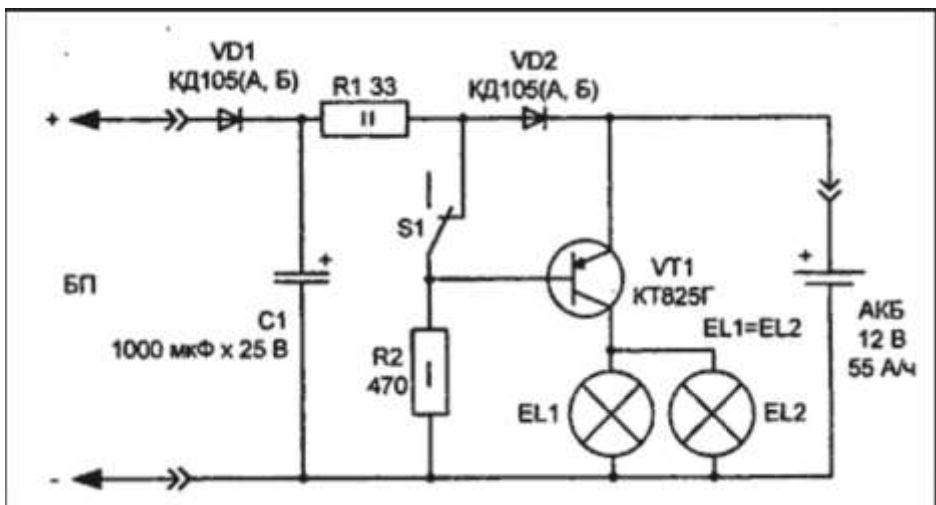 VD1
КД105(А, Б)
R1 33
VD2
КД105(А, Б)
+
S1
БП
+
C1
1000 мкФ х 25 В
R2
470
VT1
КТ825Г
EL1=EL2
EL1
EL2
+
АКБ
12 В
55 А/ч
-